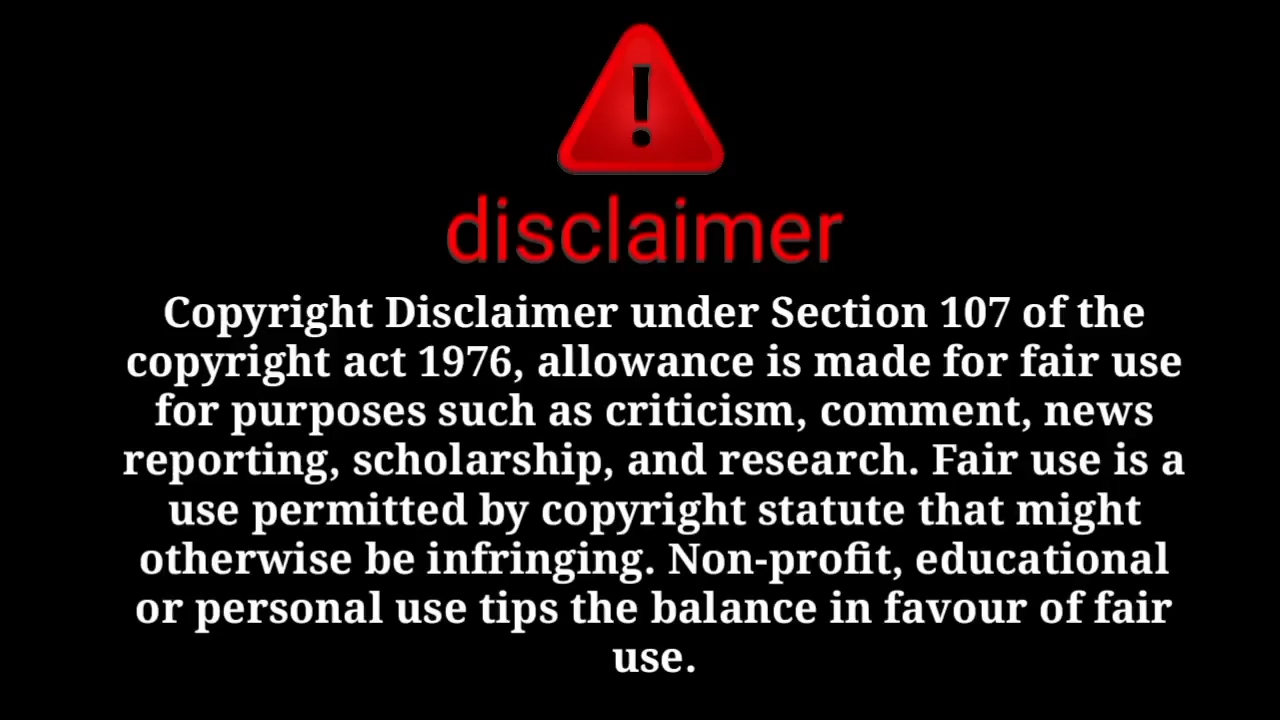 !
disclaimer
Copyright Disclaimer under Section 107 of the
copyright act 1976, allowance is made for fair use
for purposes such as criticism, comment, news
reporting, scholarship, and research. Fair use is a
use permitted by copyright statute that might
otherwise be infringing. Non-profit, educational
or personal use tips the balance in favour of fair
use.